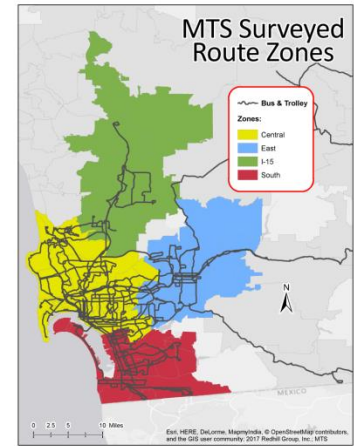 MTS Surveyed
Route Zones
Bus & Trolley
Zones:
Central
East
I-15
South
N
MEXICO
0 2.5 5 10 Miles
Esri, HERE, DeLorme, MapmyIndia, © OpenStreetMap contributors,
and the GIS user community: 2017 Redhill Group, Inc.; MTS